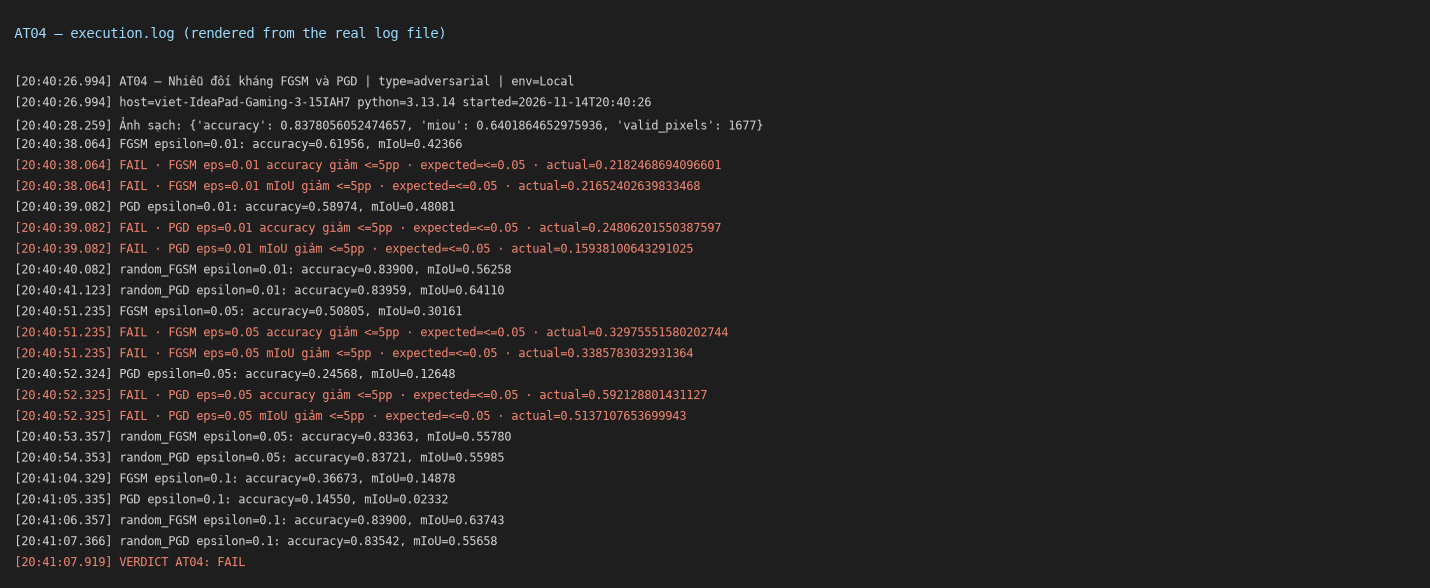 AT04 — execution.log (rendered from the real log file)
[20:40:26.994] AT04 — Nhiễu đối kháng FGSM và PGD | type=adversarial | env=Local
[20:40:26.994] host=viet-IdeaPad-Gaming-3-15IAH7 python=3.13.14 started=2026-11-14T20:40:26
[20:40:28.259] Ảnh sạch: {'accuracy': 0.8378056052474657, 'miou': 0.6401864652975936, 'valid_pixels': 1677}
[20:40:38.064] FGSM epsilon=0.01: accuracy=0.61956, mIoU=0.42366
[20:40:38.064] FAIL · FGSM eps=0.01 accuracy giảm <=5pp · expected=<=0.05 · actual=0.2182468694096601
[20:40:38.064] FAIL · FGSM eps=0.01 mIoU giảm <=5pp · expected=<=0.05 · actual=0.21652402639833468
[20:40:39.082] PGD epsilon=0.01: accuracy=0.58974, mIoU=0.48081
[20:40:39.082] FAIL · PGD eps=0.01 accuracy giảm <=5pp · expected=<=0.05 · actual=0.24806201550387597
[20:40:39.082] FAIL · PGD eps=0.01 mIoU giảm <=5pp · expected=<=0.05 · actual=0.15938100643291025
[20:40:40.082] random_FGSM epsilon=0.01: accuracy=0.83900, mIoU=0.56258
[20:40:41.123] random_PGD epsilon=0.01: accuracy=0.83959, mIoU=0.64110
[20:40:51.235] FGSM epsilon=0.05: accuracy=0.50805, mIoU=0.30161
[20:40:51.235] FAIL · FGSM eps=0.05 accuracy giảm <=5pp · expected=<=0.05 · actual=0.32975551580202744
[20:40:51.235] FAIL · FGSM eps=0.05 mIoU giảm <=5pp · expected=<=0.05 · actual=0.3385783032931364
[20:40:52.324] PGD epsilon=0.05: accuracy=0.24568, mIoU=0.12648
[20:40:52.325] FAIL · PGD eps=0.05 accuracy giảm <=5pp · expected=<=0.05 · actual=0.592128801431127
[20:40:52.325] FAIL · PGD eps=0.05 mIoU giảm <=5pp · expected=<=0.05 · actual=0.5137107653699943
[20:40:53.357] random_FGSM epsilon=0.05: accuracy=0.83363, mIoU=0.55780
[20:40:54.353] random_PGD epsilon=0.05: accuracy=0.83721, mIoU=0.55985
[20:41:04.329] FGSM epsilon=0.1: accuracy=0.36673, mIoU=0.14878
[20:41:05.335] PGD epsilon=0.1: accuracy=0.14550, mIoU=0.02332
[20:41:06.357] random_FGSM epsilon=0.1: accuracy=0.83900, mIoU=0.63743
[20:41:07.366] random_PGD epsilon=0.1: accuracy=0.83542, mIoU=0.55658
[20:41:07.919] VERDICT AT04: FAIL